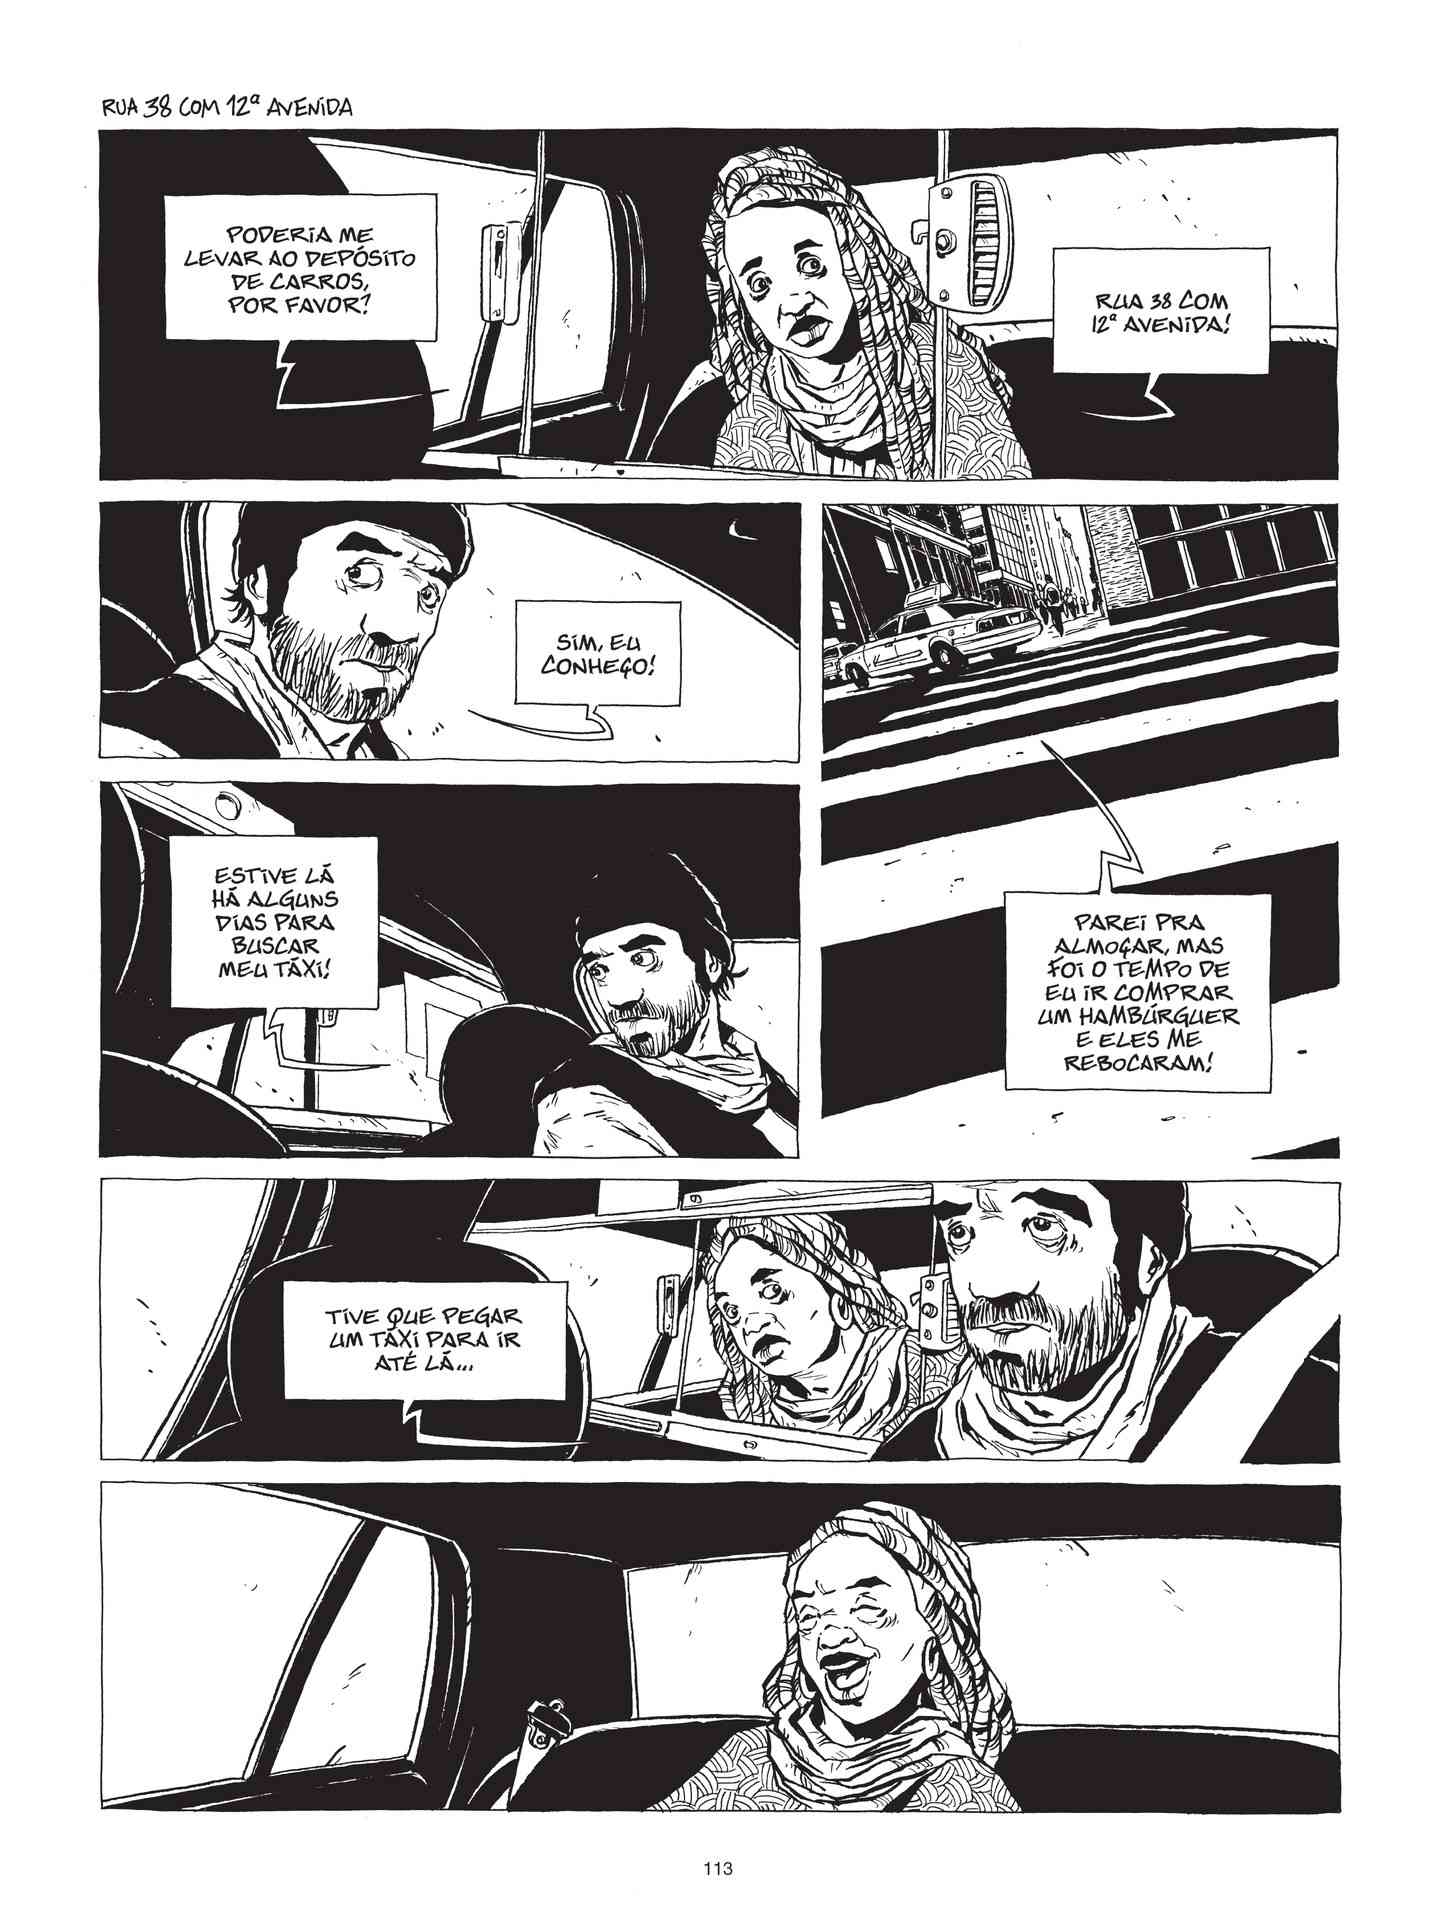 RUA 38 COM 12ª AVENIDA
PODERIA ME
LEVAR AO DEPÓSITO
DE CARROS,
POR FAVOR?
RUA 38 COM
12ª AVENIDA!
SIM, EU
CONHEÇO!
ESTIVE LÁ
HÁ ALGUNS
DIAS PARA
BUSCAR
MEU TÁXI!
PAREI PRA
ALMOÇAR, MAS
FOI O TEMPO DE
EU IR COMPRAR
UM HAMBÚRGUER
E ELES ME
REBOCARAM!
TIVE QUE PEGAR
UM TÁXI PARA IR
ATÉ LÁ...
113